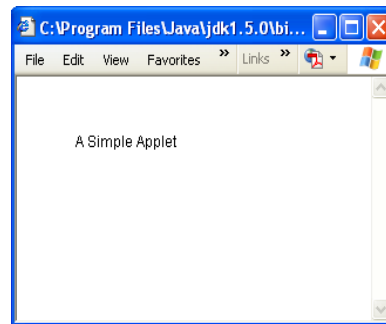 C:\Program Files\Java\jdk1.5.0\bi...
File Edit View Favorites » Links »
A Simple Applet